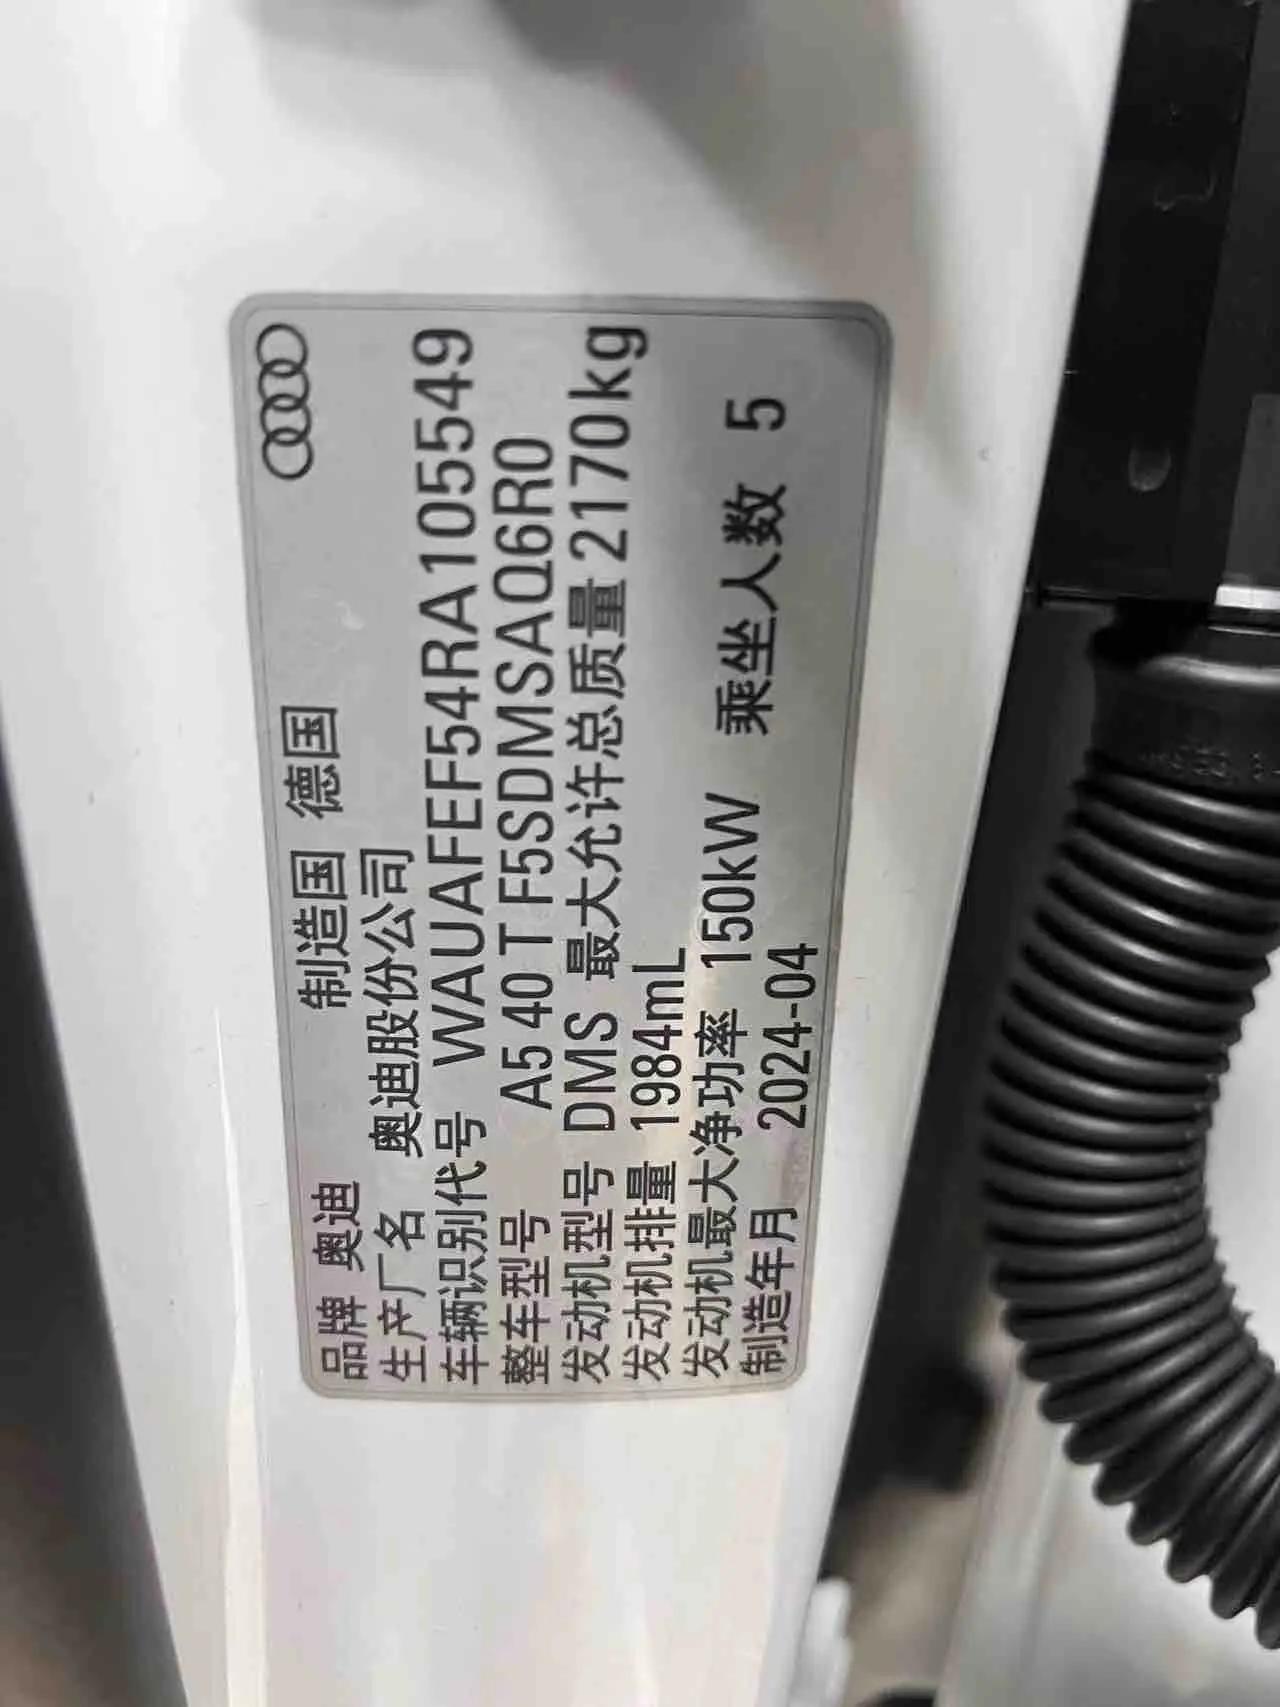 品牌 奥迪 制造国 德国
生产厂名 奥迪股份公司
车辆识别代号 WAUAFEF54RA105549
整车型号 A5 40 T F5SDMSAQ6R0
发动机型号 DMS 最大允许总质量 2170kg
发动机排量 1984mL
发动机最大净功率 150kW 乘坐人数 5
制造年月 2024-04